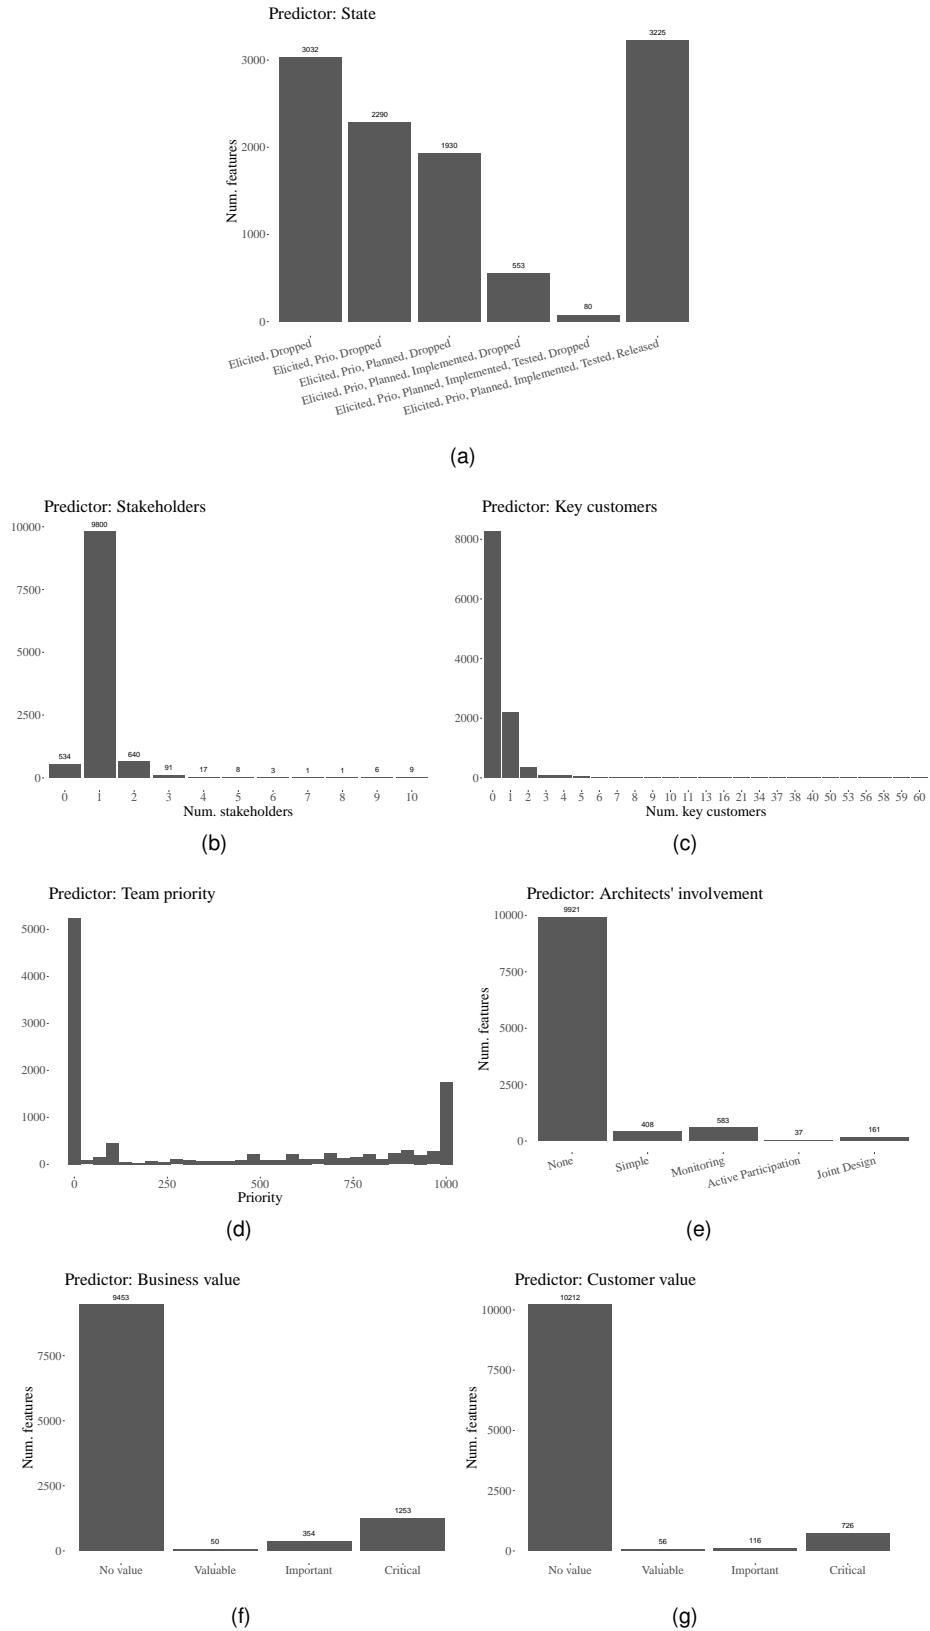 Predictor: State
3032
2290
1930
553
80
3225
3000
2000
1000
0
Num. features
Elicited, Dropped
Elicited, Prio, Dropped
Elicited, Prio, Planned, Dropped
Elicited, Prio, Planned, Implemented, Dropped
Elicited, Prio, Planned, Implemented, Tested, Dropped
Elicited, Prio, Planned, Implemented, Tested, Released
(a)
Predictor: Stakeholders
10000
7500
5000
2500
0
534
9800
640
91
17
8
3
1
1
6
9
0 1 2 3 4 5 6 7 8 9 10
Num. stakeholders
(b)
Predictor: Key customers
8000
6000
4000
2000
0
0 1 2 3 4 5 6 7 8 9 10 11 13 16 21 34 37 38 40 50 53 56 58 59 60
Num. key customers
(c)
Predictor: Team priority
5000
4000
3000
2000
1000
0
0 250 500 750 1000
Priority
(d)
Predictor: Architects' involvement
10000
7500
5000
2500
0
Num. features
9921
408
583
37
161
None
Simple
Monitoring
Active Participation
Joint Design
(e)
Predictor: Business value
7500
5000
2500
0
Num. features
9453
50
354
1253
No value Valuable Important Critical
(f)
Predictor: Customer value
10000
7500
5000
2500
0
Num. features
10212
56
116
726
No value Valuable Important Critical
(g)